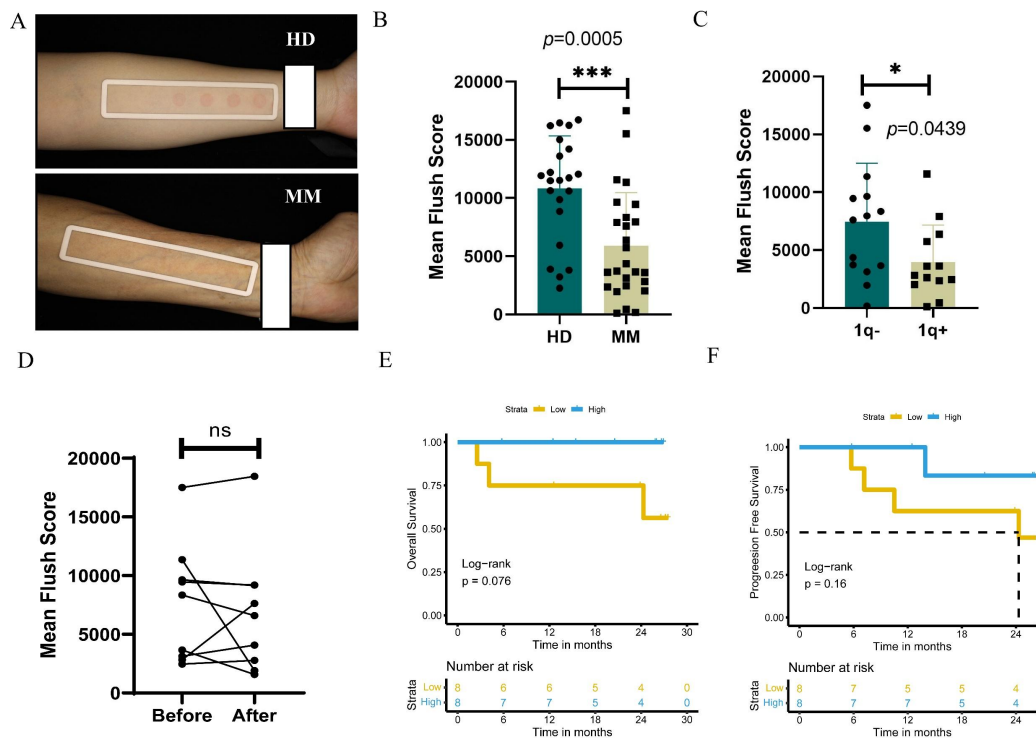 A
HD
MM
B
p=0.0005
***
Mean Flush Score
20000
15000
10000
5000
0
HD MM
C
*
p=0.0439
Mean Flush Score
20000
15000
10000
5000
0
1q- 1q+
D
ns
Mean Flush Score
20000
15000
10000
5000
0
Before After
E
Strata Low High
Overall Survival
1.00
0.75
0.50
0.25
0.00
Log-rank
p = 0.076
0 6 12 18 24 30
Time in months
Number at risk
Strata
Low 8 6 6 5 4 0
High 8 7 7 5 4 0
0 6 12 18 24 30
Time in months
F
Strata Low High
Progreesion Free Survival
1.00
0.75
0.50
0.25
0.00
Log-rank
p = 0.16
0 6 12 18 24
Time in months
Number at risk
Strata
Low 8 7 5 5 4
High 8 7 7 5 4
0 6 12 18 24
Time in months